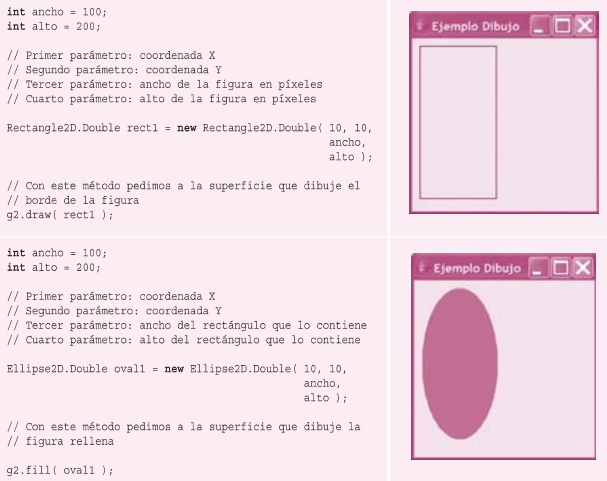 int ancho = 100;
int alto = 200;
// Primer parámetro: coordenada X
// Segundo parámetro: coordenada Y
// Tercer parámetro: ancho de la figura en píxeles
// Cuarto parámetro: alto de la figura en píxeles
Rectangle2D.Double rect1 = new Rectangle2D.Double( 10, 10,
ancho,
alto );
// Con este método pedimos a la superficie que dibuje el
// borde de la figura
g2.draw( rect1 );
Ejemplo Dibujo
int ancho = 100;
int alto = 200;
// Primer parámetro: coordenada X
// Segundo parámetro: coordenada Y
// Tercer parámetro: ancho del rectángulo que lo contiene
// Cuarto parámetro: alto del rectángulo que lo contiene
Ellipse2D.Double oval1 = new Ellipse2D.Double( 10, 10,
ancho,
alto );
// Con este método pedimos a la superficie que dibuje la
// figura rellena
g2.fill( oval1 );
Ejemplo Dibujo